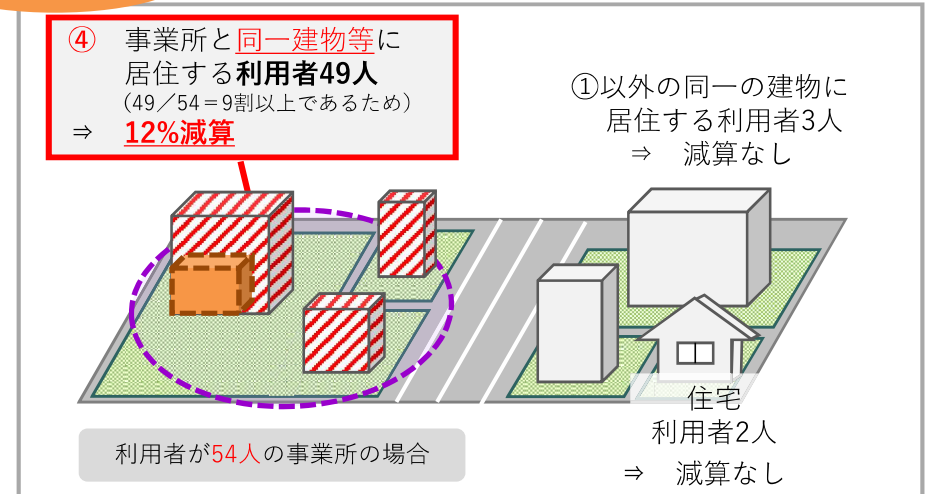 ④ 事業所と同一建物等に
居住する利用者49人
（49／54＝9割以上であるため）
⇒ 12%減算
①以外の同一の建物に
居住する利用者3人
⇒ 減算なし
住宅
利用者2人
⇒ 減算なし
利用者が54人の事業所の場合